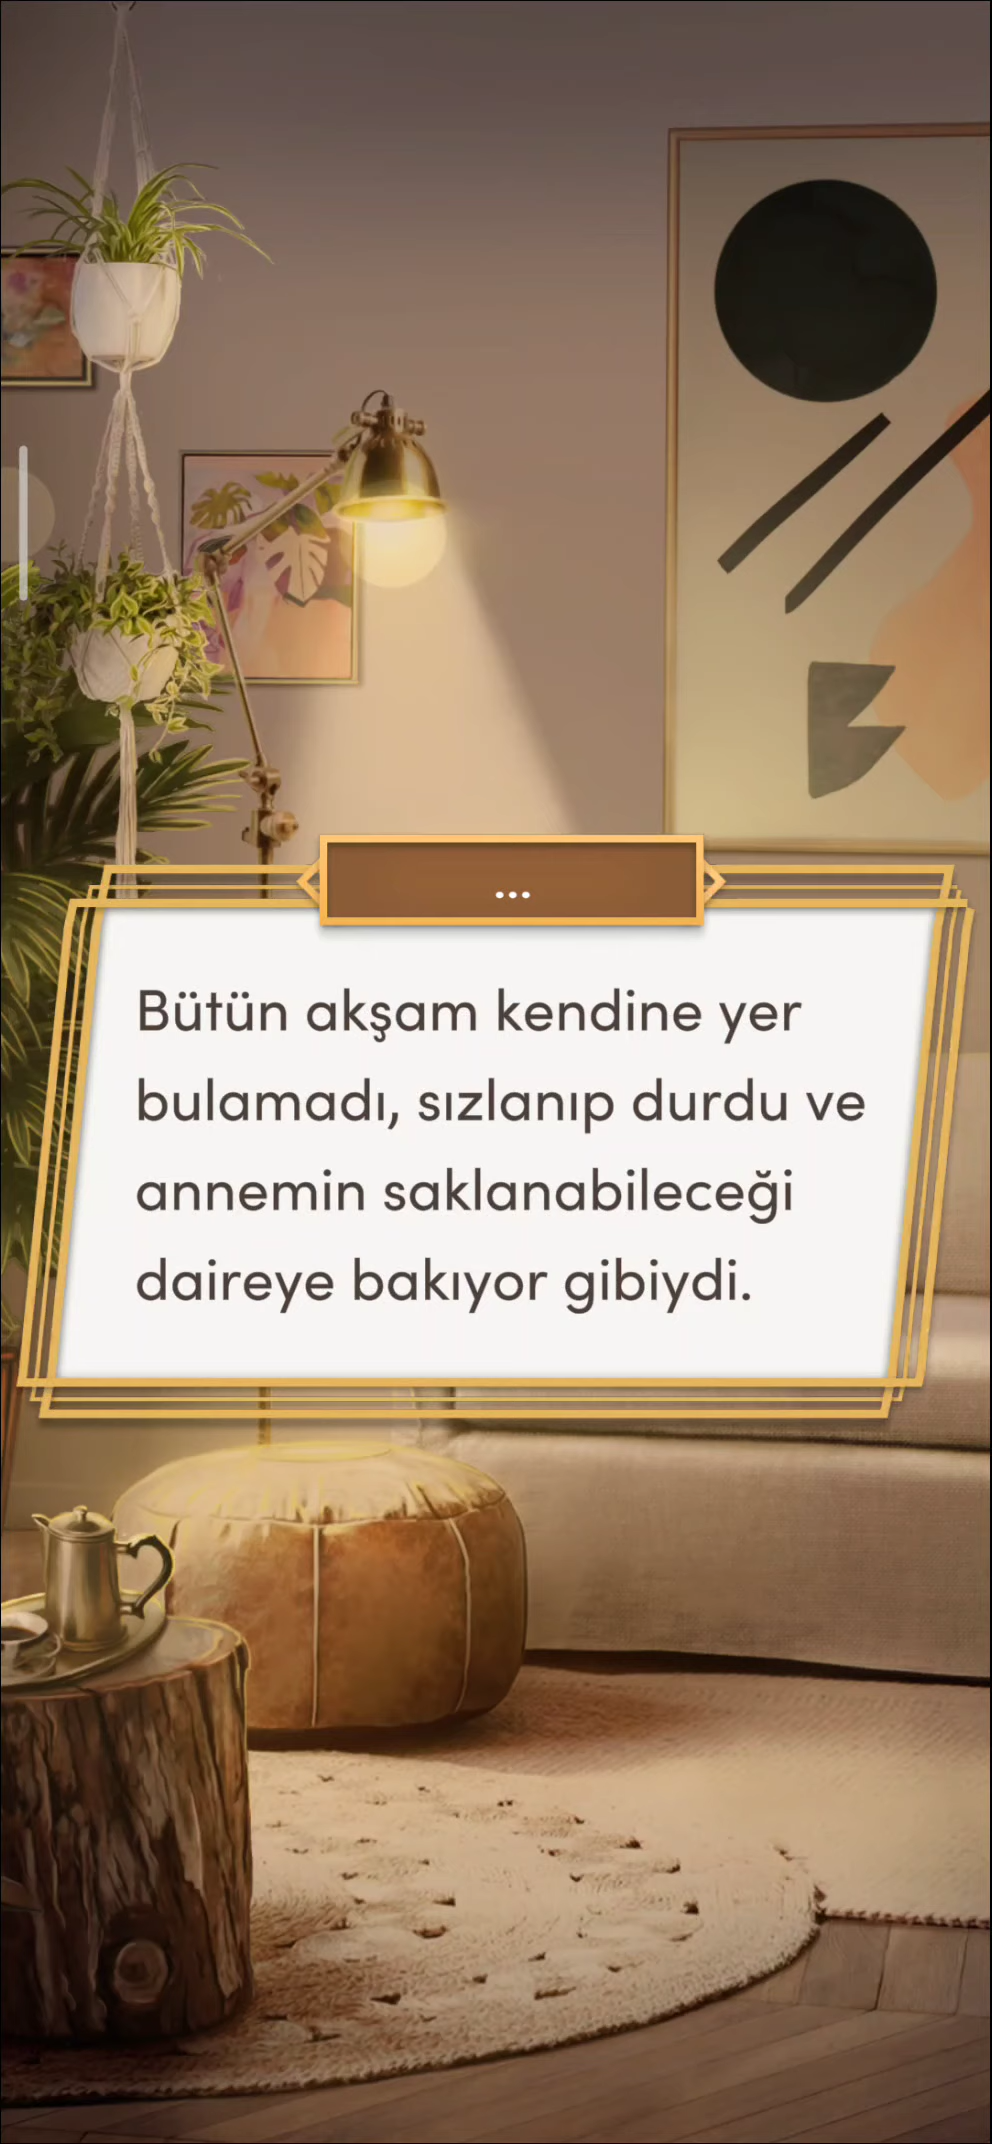 ...
Bütün akşam kendine yer
bulamadı, sızlanıp durdu ve
annemin saklanabileceği
daireye bakıyor gibiydi.